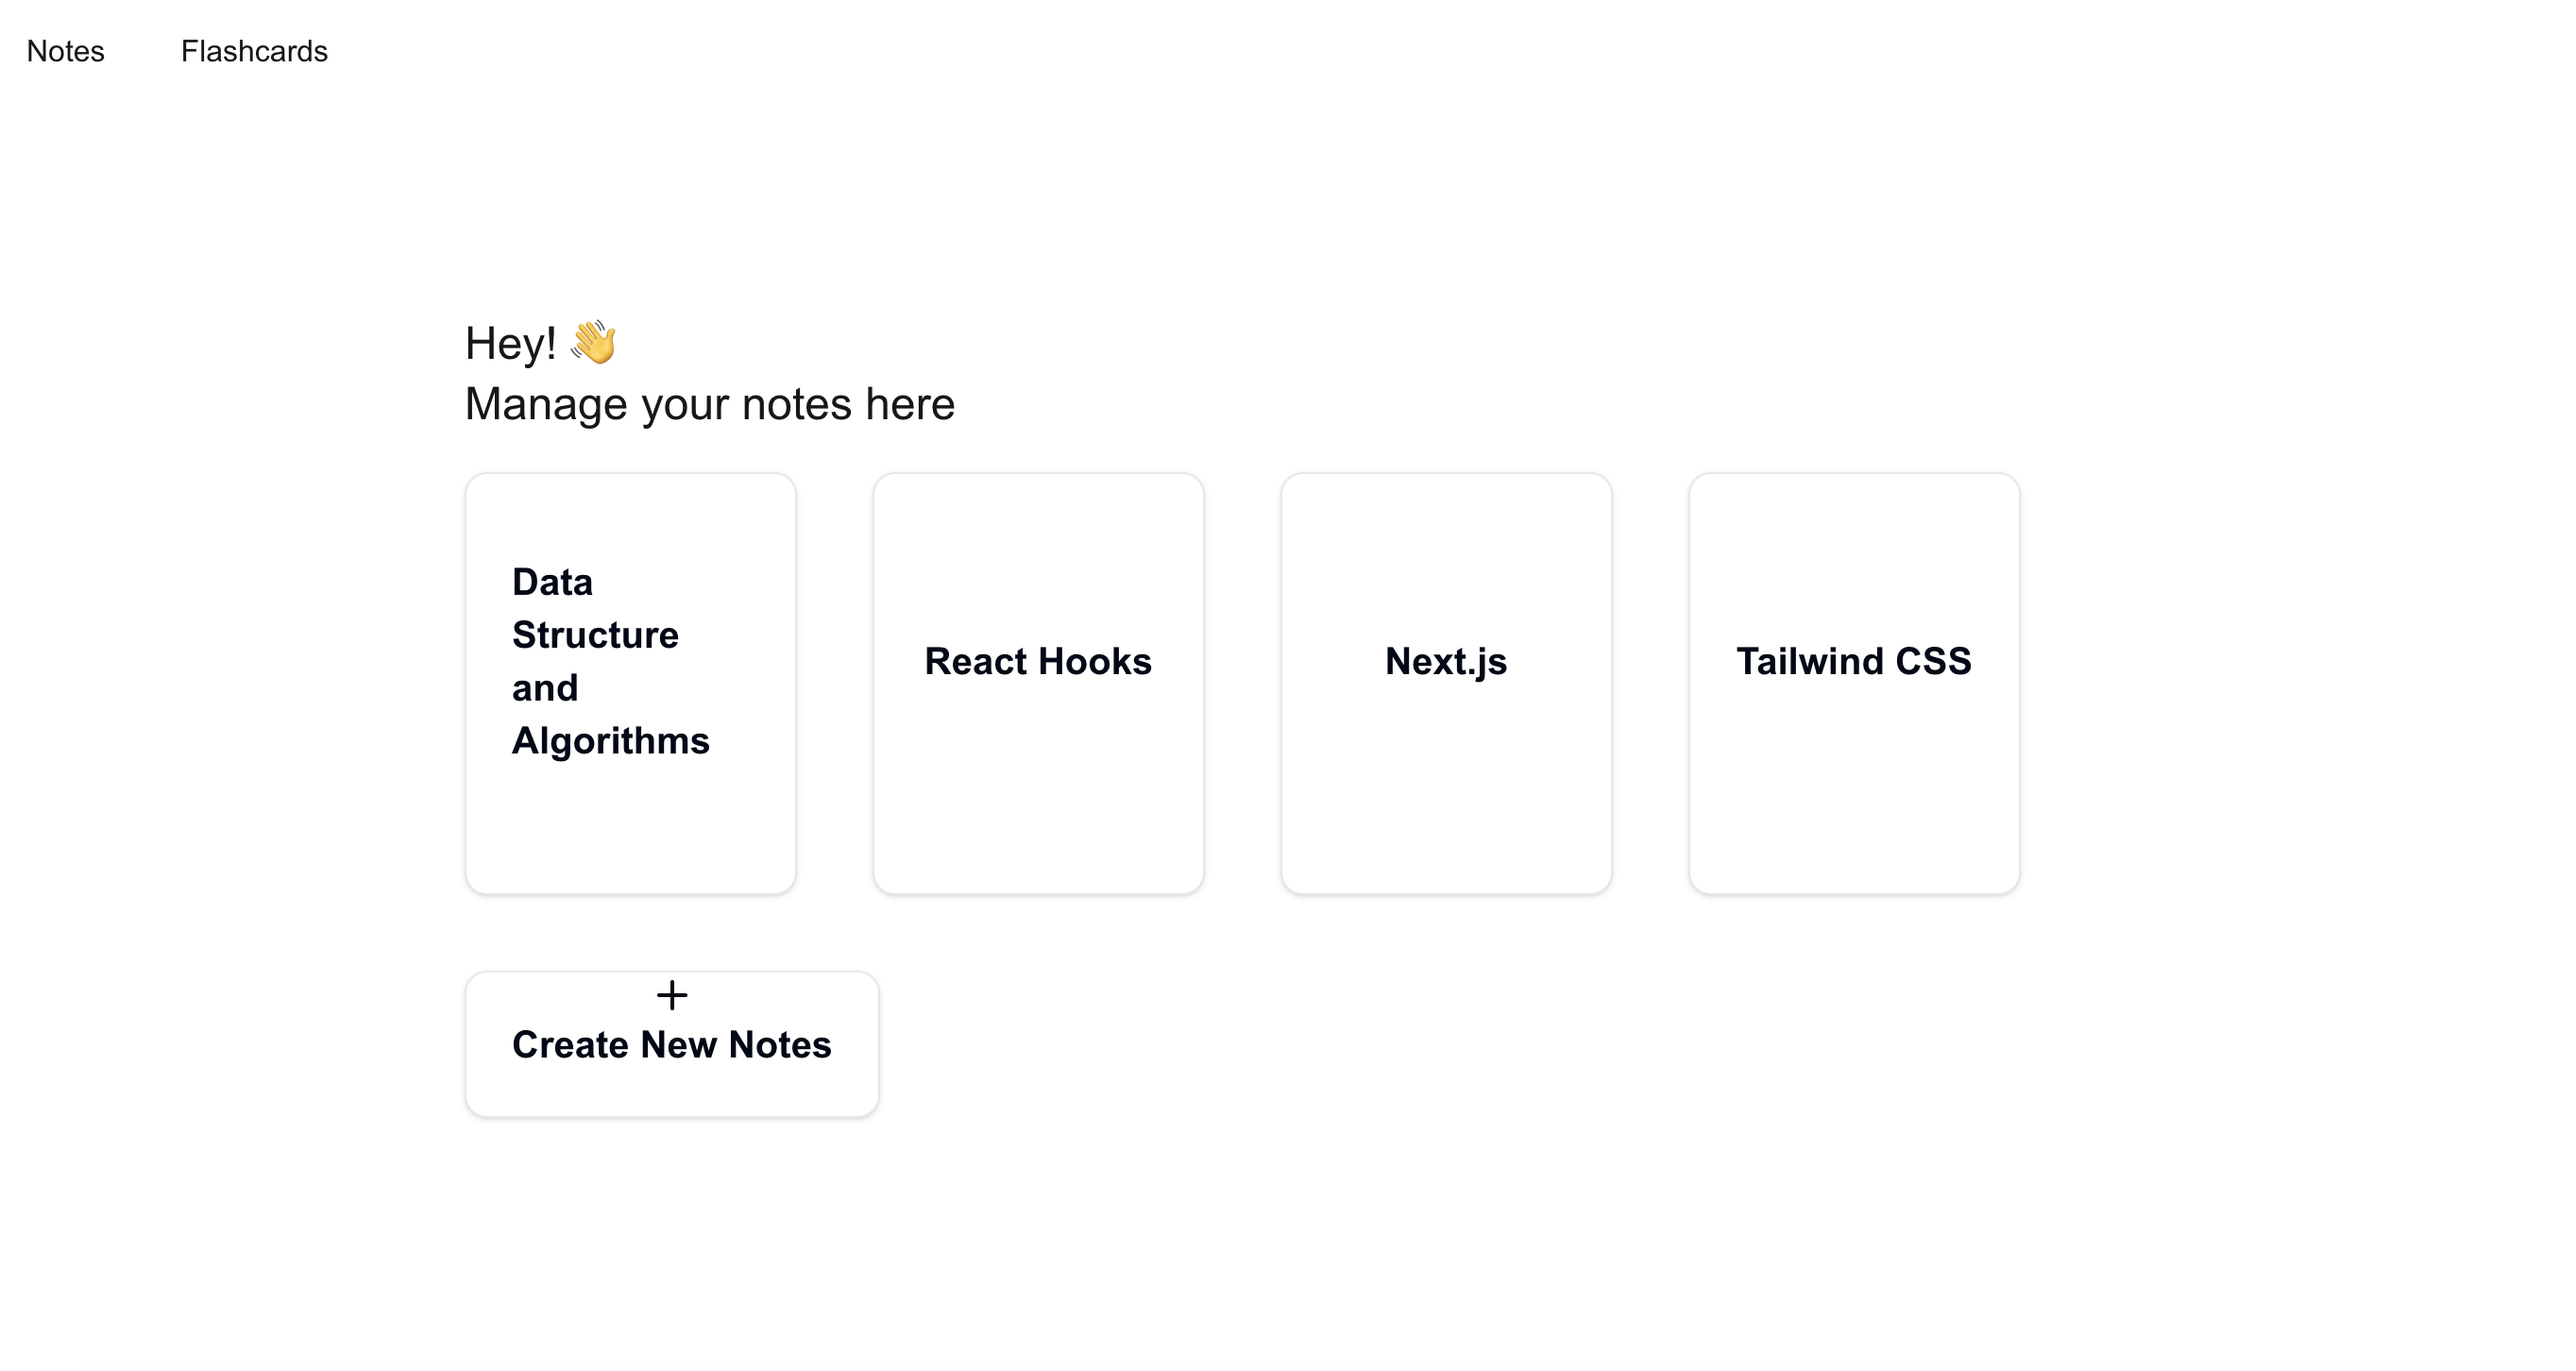 Notes Flashcards
Hey! 👋
Manage your notes here
Data
Structure
and
Algorithms
React Hooks
Next.js
Tailwind CSS
Create New Notes